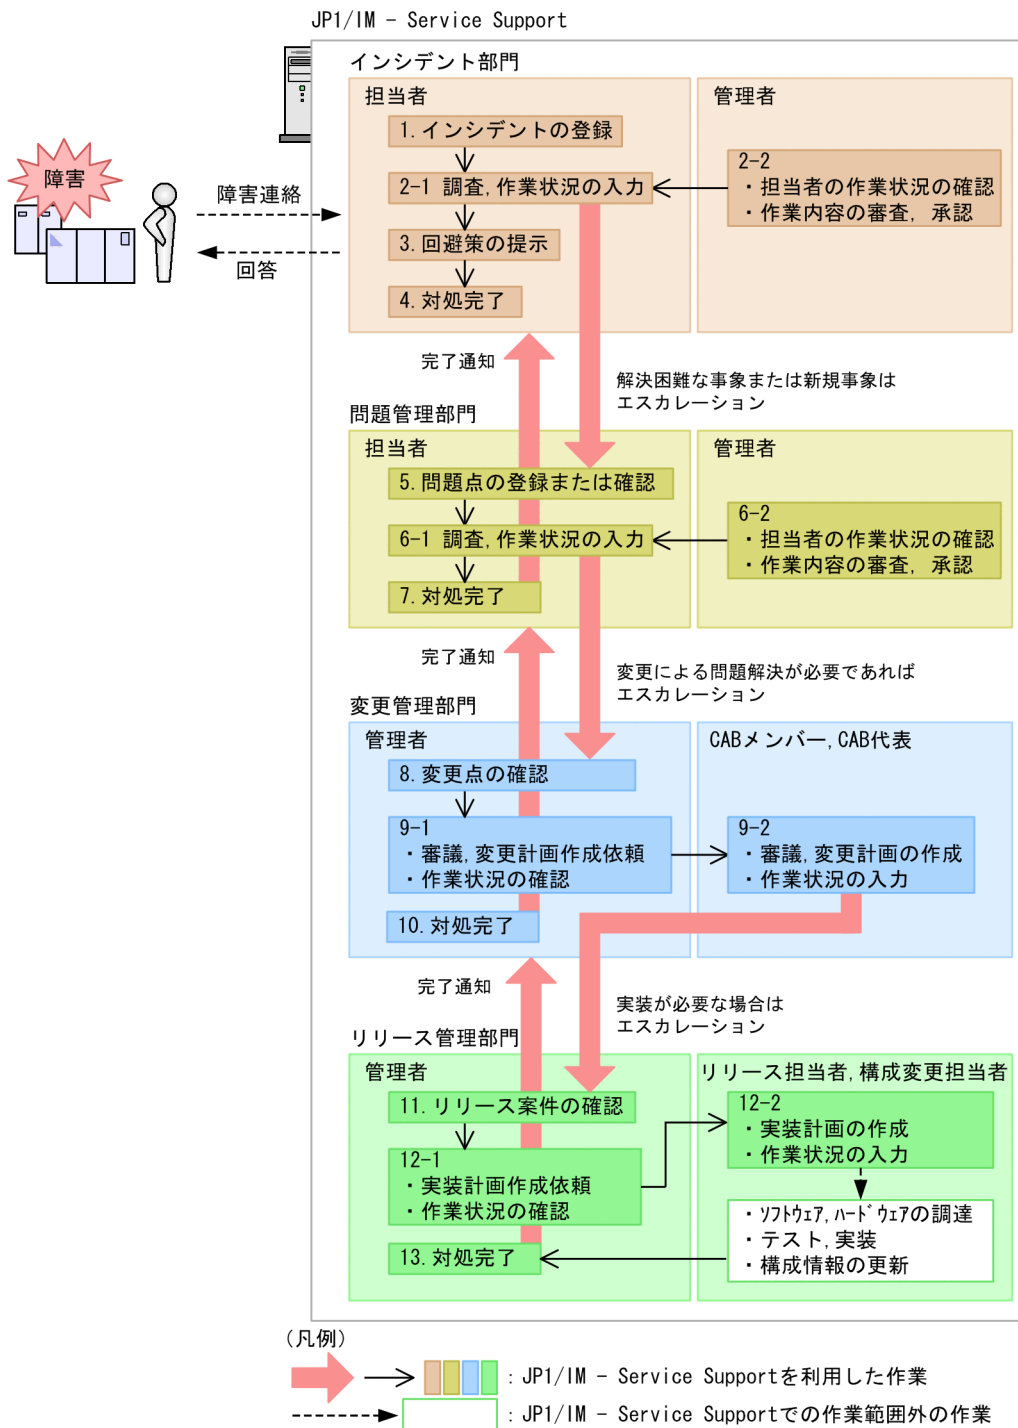 JP1/IM - Service Support
インシデント部門
担当者
管理者
1.インシデントの登録
2-1 調査,作業状況の入力
2-2
・担当者の作業状況の確認
・作業内容の審査, 承認
3.回避策の提示
4.対処完了
障害
障害連絡
回答
完了通知
解決困難な事象または新規事象は
エスカレーション
問題管理部門
担当者
管理者
5.問題点の登録または確認
6-1 調査,作業状況の入力
6-2
・担当者の作業状況の確認
・作業内容の審査, 承認
7.対処完了
完了通知
変更による問題解決が必要であれば
エスカレーション
変更管理部門
管理者
CABメンバー,CAB代表
8.変更点の確認
9-1
・審議,変更計画作成依頼
・作業状況の確認
9-2
・審議,変更計画の作成
・作業状況の入力
10.対処完了
完了通知
実装が必要な場合は
エスカレーション
リリース管理部門
管理者
リリース担当者,構成変更担当者
11.リリース案件の確認
12-1
・実装計画作成依頼
・作業状況の確認
12-2
・実装計画の作成
・作業状況の入力
・ソフトウェア,ハードウェアの調達
・テスト,実装
・構成情報の更新
13.対処完了
(凡例)
: JP1/IM - Service Supportを利用した作業
: JP1/IM - Service Supportでの作業範囲外の作業